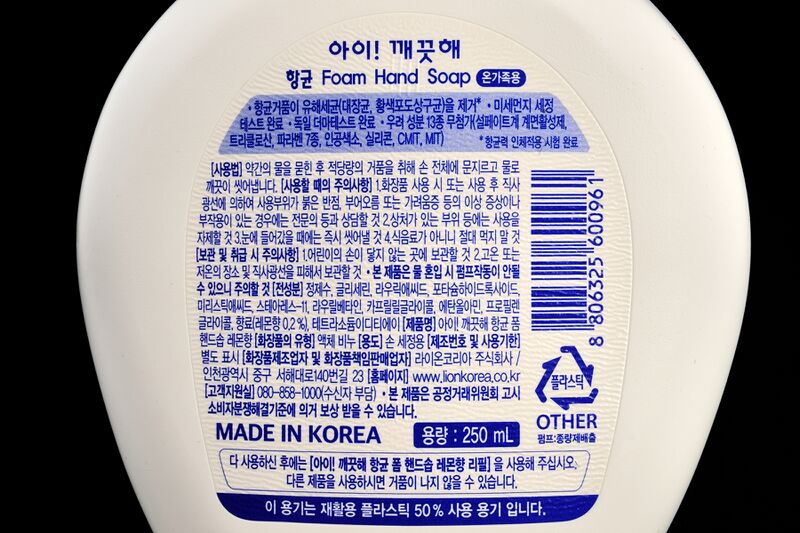 아이! 깨끗해
항균 Foam Hand Soap 온가족용
• 항균거품이 유해세균(대장균, 황색포도상구균)을 제거* • 미세먼지 세정
테스트 완료 • 독일 더마테스트 완료 • 우려 성분 13종 무첨가(설페이트계 계면활성제,
트리클로산, 파라벤 7종, 인공색소, 실리콘, CMIT, MIT) *항균력 인체적용 시험 완료
[사용법] 약간의 물을 묻힌 후 적당량의 거품을 취해 손 전체에 문지르고 물로
깨끗이 씻어냅니다. [사용할 때의 주의사항] 1.화장품 사용 시 또는 사용 후 직사
광선에 의하여 사용부위가 붉은 반점, 부어오름 또는 가려움증 등의 이상 증상이나
부작용이 있는 경우에는 전문의 등과 상담할 것 2.상처가 있는 부위 등에는 사용을
자제할 것 3.눈에 들어갔을 때에는 즉시 씻어낼 것 4.식음료가 아니니 절대 먹지 말 것
[보관 및 취급 시 주의사항] 1.어린이의 손이 닿지 않는 곳에 보관할 것 2.고온 또는
저온의 장소 및 직사광선을 피해서 보관할 것 • 본 제품은 물 혼입 시 펌프작동이 안될
수 있으니 주의할 것 [전성분] 정제수, 글리세린, 라우릭애씨드, 포타슘하이드록사이드,
미리스틱애씨드, 스테아레스-11, 라우릴베타인, 카프릴릴글라이콜, 에탄올아민, 프로필렌
글라이콜, 향료(레몬향 0.2%), 테트라소듐이디티에이 [제품명] 아이! 깨끗해 항균 폼
핸드솝 레몬향 [화장품의 유형] 액체 비누 [용도] 손 세정용 [제조번호 및 사용기한]
별도 표시 [화장품제조업자 및 화장품책임판매업자] 라이온코리아 주식회사 /
인천광역시 중구 서해대로140번길 23 [홈페이지] www.lionkorea.co.kr
[고객지원실] 080-858-1000(수신자 부담) • 본 제품은 공정거래위원회 고시
소비자분쟁해결기준에 의거 보상 받을 수 있습니다.
MADE IN KOREA 용량 : 250 mL
8 806325 600961
플라스틱
OTHER
펌프:종량제배출
다 사용하신 후에는 [아이! 깨끗해 항균 폼 핸드솝 레몬향 리필] 을 사용해 주십시오.
다른 제품을 사용하시면 거품이 나지 않을 수 있습니다.
이 용기는 재활용 플라스틱 50% 사용 용기 입니다.